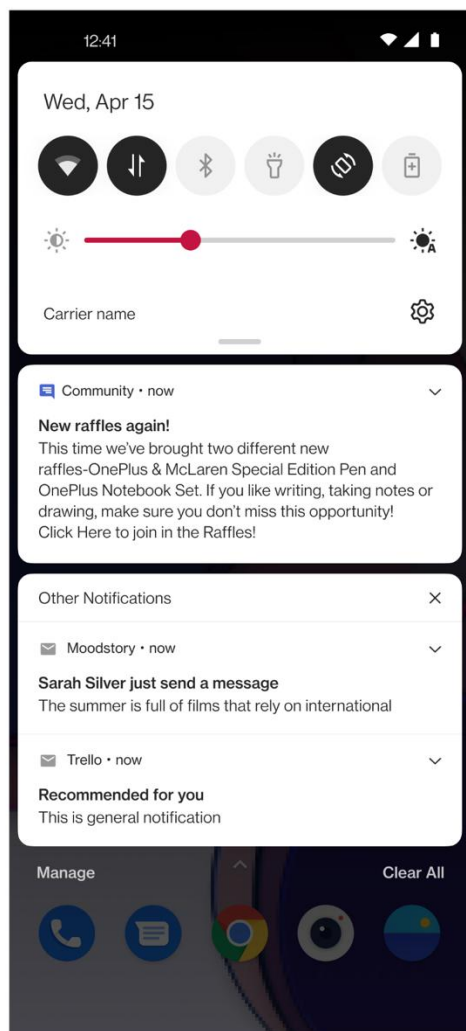 12:41
Wed, Apr 15
A
Carrier name
Community • now
New raffles again!
This time we've brought two different new
raffles-OnePlus & McLaren Special Edition Pen and
OnePlus Notebook Set. If you like writing, taking notes or
drawing, make sure you don't miss this opportunity!
Click Here to join in the Raffles!
Other Notifications
Moodstory • now
Sarah Silver just send a message
The summer is full of films that rely on international
Trello • now
Recommended for you
This is general notification
Manage
Clear All